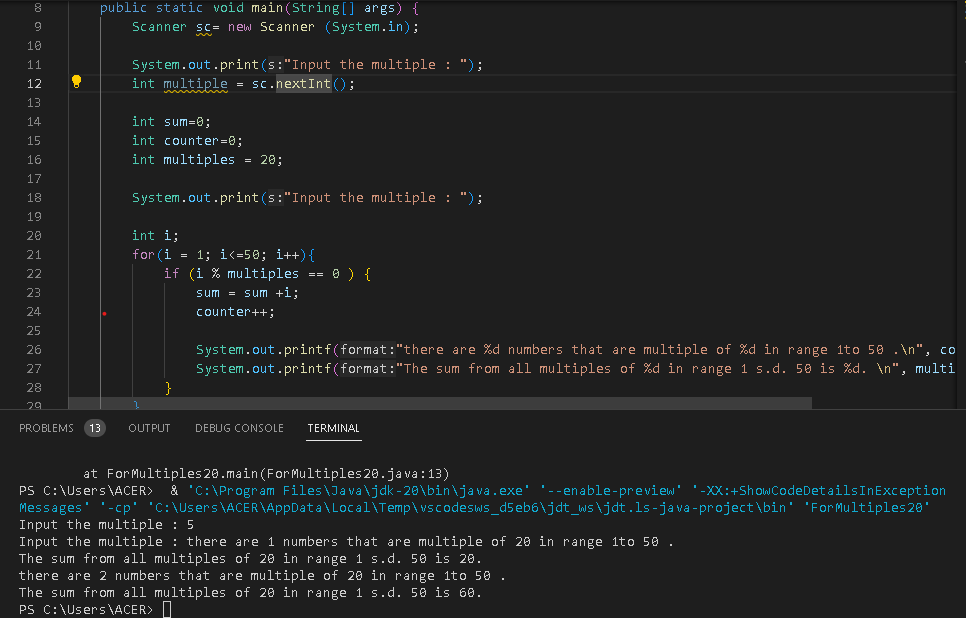 8 public static void main(String[] args) {
9 Scanner sc= new Scanner (System.in);
10
11 System.out.print(s:"Input the multiple : ");
12 int multiple = sc.nextInt();
13
14 int sum=0;
15 int counter=0;
16 int multiples = 20;
17
18 System.out.print(s:"Input the multiple : ");
19
20 int i;
21 for(i = 1; i<=50; i++){
22 if (i % multiples == 0 ) {
23 sum = sum +i;
24 counter++;
25
26 System.out.printf(format:"there are %d numbers that are multiple of %d in range 1to 50 .\n", co
27 System.out.printf(format:"The sum from all multiples of %d in range 1 s.d. 50 is %d. \n", multi
28 }
29 }
PROBLEMS 13 OUTPUT DEBUG CONSOLE TERMINAL
at ForMultiples20.main(ForMultiples20.java:13)
PS C:\Users\ACER> & 'C:\Program Files\Java\jdk-20\bin\java.exe' '--enable-preview' '-XX:+ShowCodeDetailsInException
Messages' '-cp' 'C:\Users\ACER\AppData\Local\Temp\vscodesws_d5eb6\jdt_ws\jdt.ls-java-project\bin' 'ForMultiples20'
Input the multiple : 5
Input the multiple : there are 1 numbers that are multiple of 20 in range 1to 50 .
The sum from all multiples of 20 in range 1 s.d. 50 is 20.
there are 2 numbers that are multiple of 20 in range 1to 50 .
The sum from all multiples of 20 in range 1 s.d. 50 is 60.
PS C:\Users\ACER>